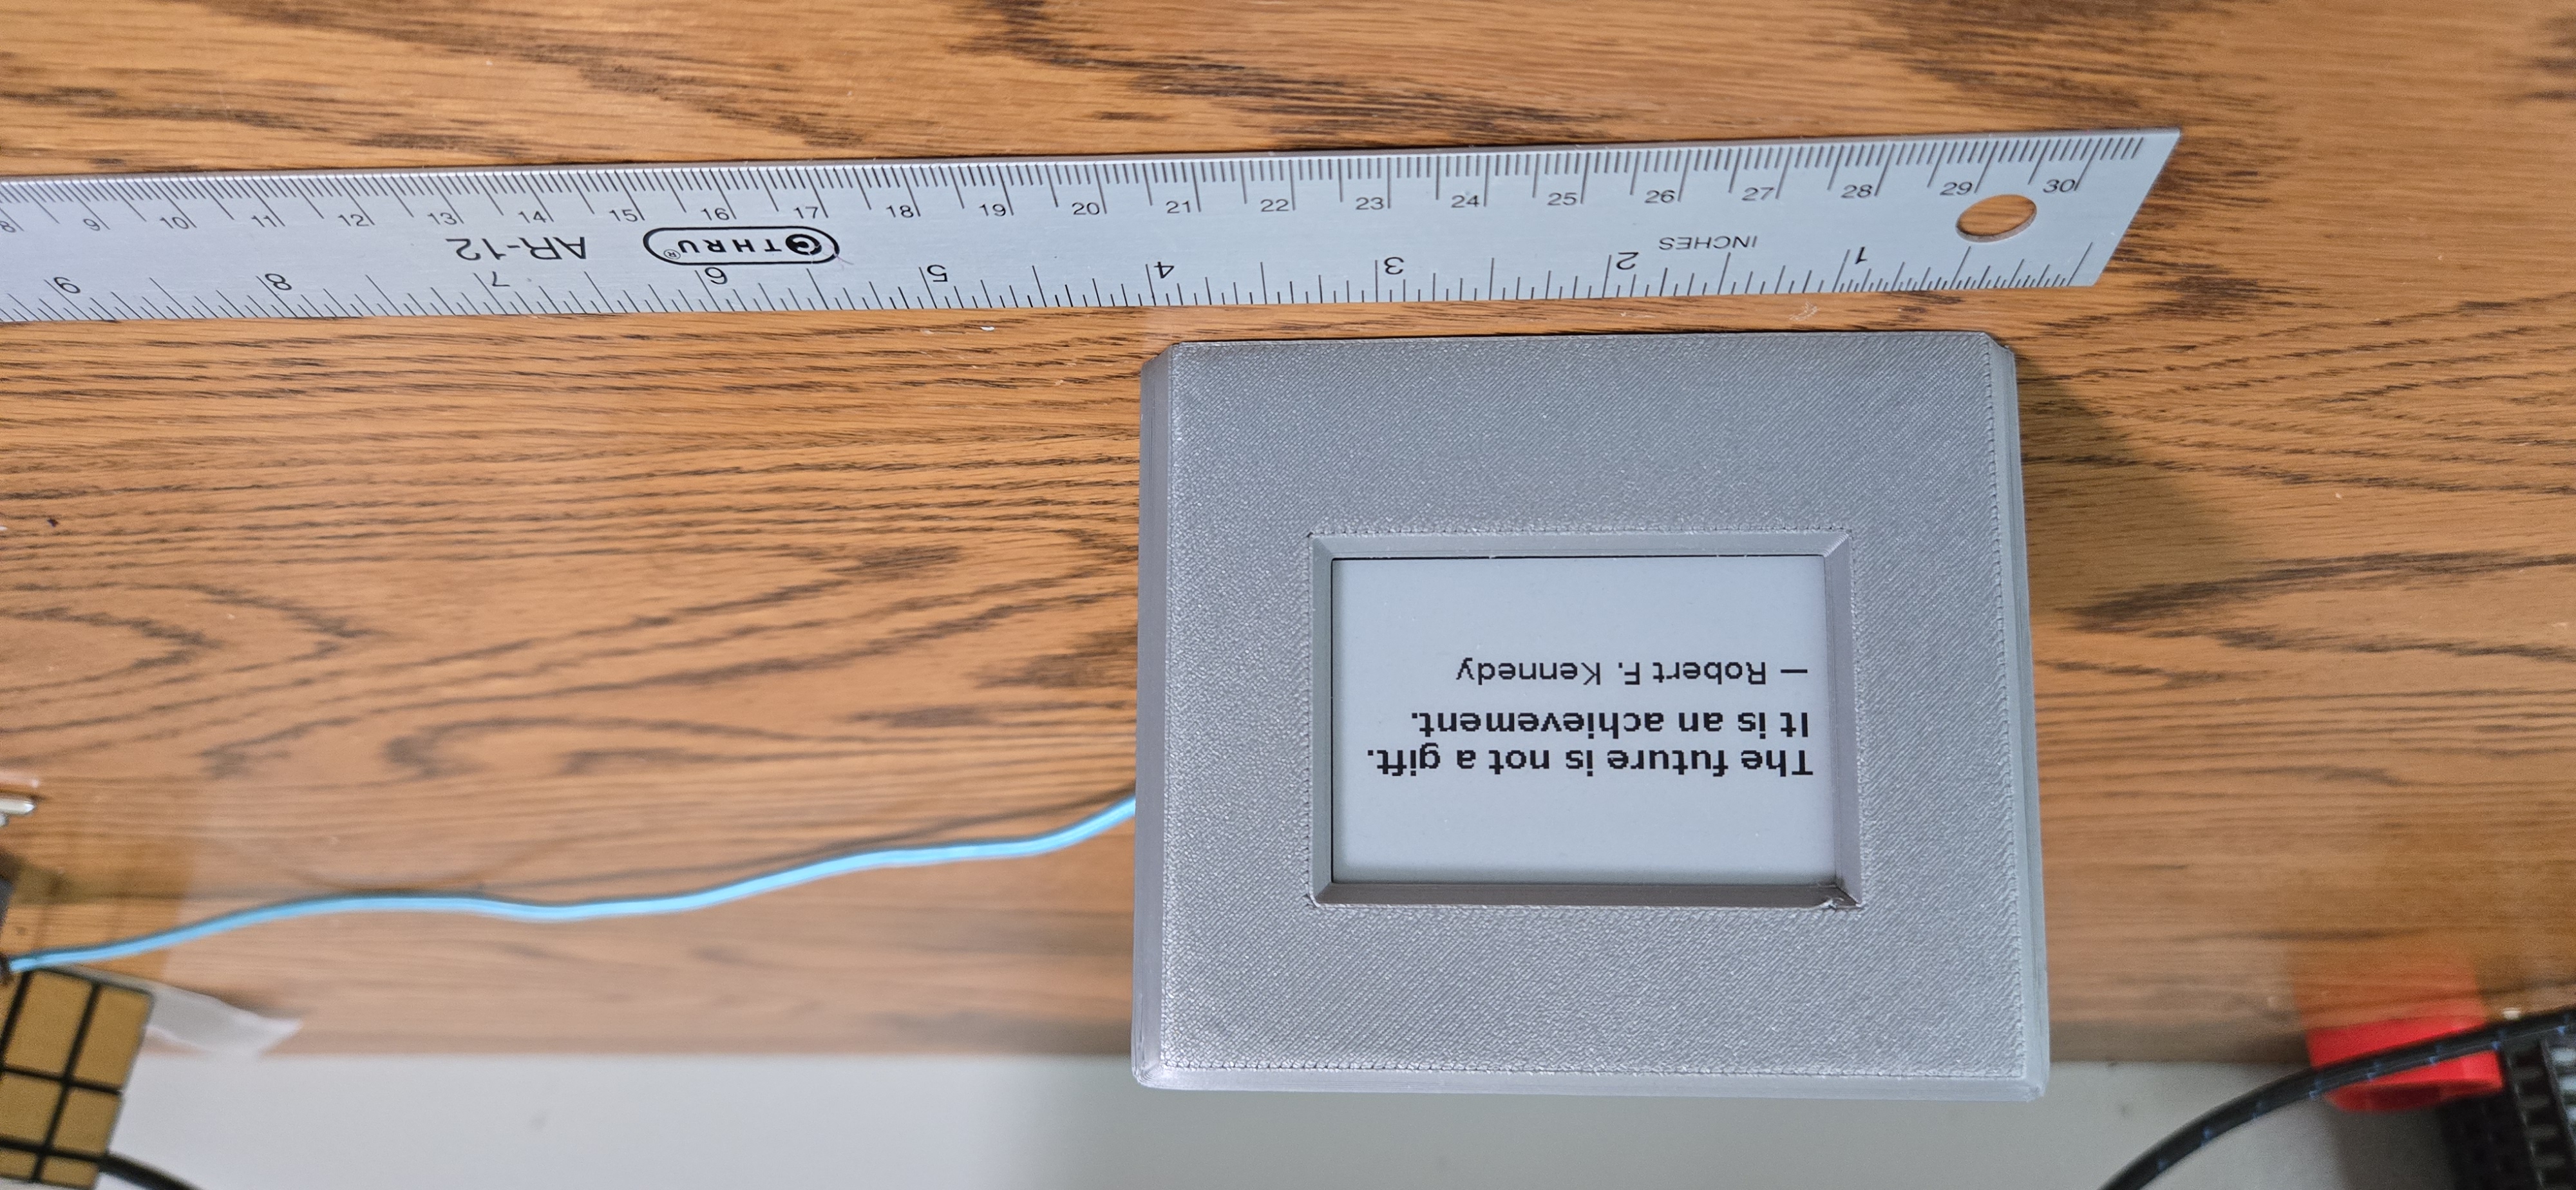 The future is not a gift.
It is an achievement.
— Robert F. Kennedy
1 2 3 4 5 6 7 8 9
INCHES
C-THRU® AR-12
30 29 28 27 26 25 24 23 22 21 20 19 18 17 16 15 14 13 12 11 10 9 8